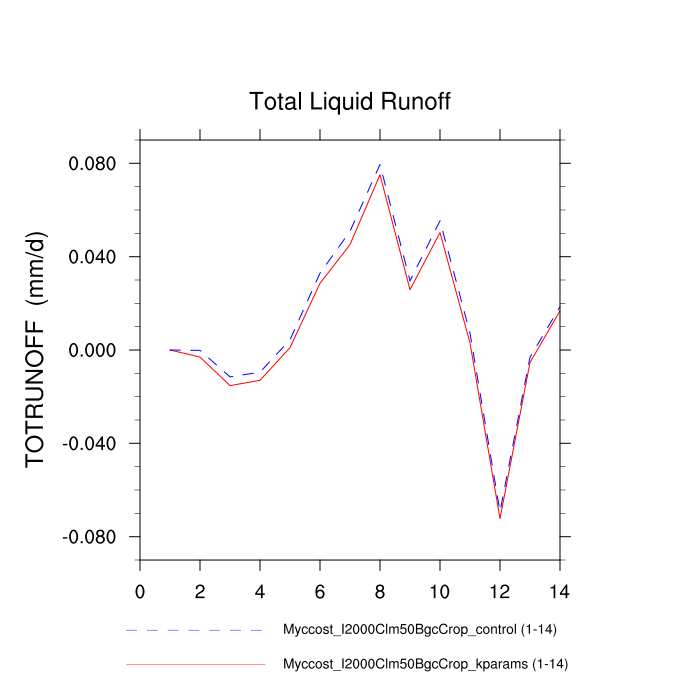 Total Liquid Runoff
TOTRUNOFF (mm/d)
0.080
0.040
0.000
-0.040
-0.080
0 2 4 6 8 10 12 14
Myccost_I2000Clm50BgcCrop_control (1-14)
Myccost_I2000Clm50BgcCrop_kparams (1-14)